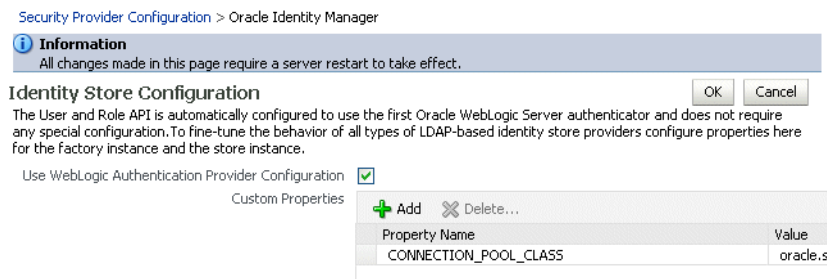 Security Provider Configuration > Oracle Identity Manager
Information
All changes made in this page require a server restart to take effect.
Identity Store Configuration
OK Cancel
The User and Role API is automatically configured to use the first Oracle WebLogic Server authenticator and does not require
any special configuration.To fine-tune the behavior of all types of LDAP-based identity store providers configure properties here
for the factory instance and the store instance.
Use WebLogic Authentication Provider Configuration
Custom Properties
Add Delete...
Property Name Value
CONNECTION_POOL_CLASS oracle.s